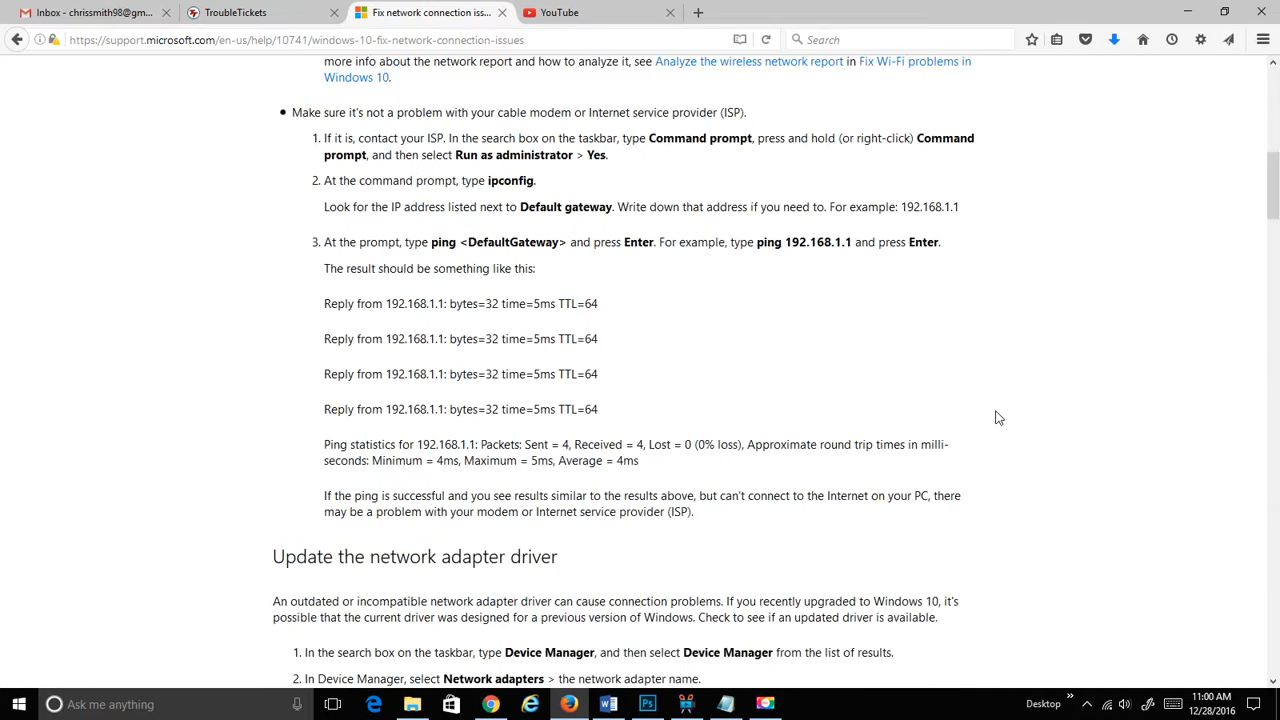 Inbox - chrismsmith98@gm...
TroubleTickets
Fix network connection iss...
YouTube
https://support.microsoft.com/en-us/help/10741/windows-10-fix-network-connection-issues
Search
more info about the network report and how to analyze it, see Analyze the wireless network report in Fix Wi-Fi problems in
Windows 10.
Make sure it's not a problem with your cable modem or Internet service provider (ISP).
1. If it is, contact your ISP. In the search box on the taskbar, type Command prompt, press and hold (or right-click) Command
prompt, and then select Run as administrator > Yes.
2. At the command prompt, type ipconfig.
Look for the IP address listed next to Default gateway. Write down that address if you need to. For example: 192.168.1.1
3. At the prompt, type ping <DefaultGateway> and press Enter. For example, type ping 192.168.1.1 and press Enter.
The result should be something like this:
Reply from 192.168.1.1: bytes=32 time=5ms TTL=64
Reply from 192.168.1.1: bytes=32 time=5ms TTL=64
Reply from 192.168.1.1: bytes=32 time=5ms TTL=64
Reply from 192.168.1.1: bytes=32 time=5ms TTL=64
Ping statistics for 192.168.1.1: Packets: Sent = 4, Received = 4, Lost = 0 (0% loss), Approximate round trip times in milli-
seconds: Minimum = 4ms, Maximum = 5ms, Average = 4ms
If the ping is successful and you see results similar to the results above, but can't connect to the Internet on your PC, there
may be a problem with your modem or Internet service provider (ISP).
Update the network adapter driver
An outdated or incompatible network adapter driver can cause connection problems. If you recently upgraded to Windows 10, it's
possible that the current driver was designed for a previous version of Windows. Check to see if an updated driver is available.
1. In the search box on the taskbar, type Device Manager, and then select Device Manager from the list of results.
2. In Device Manager, select Network adapters > the network adapter name.
Ask me anything
Desktop
11:00 AM
12/28/2016